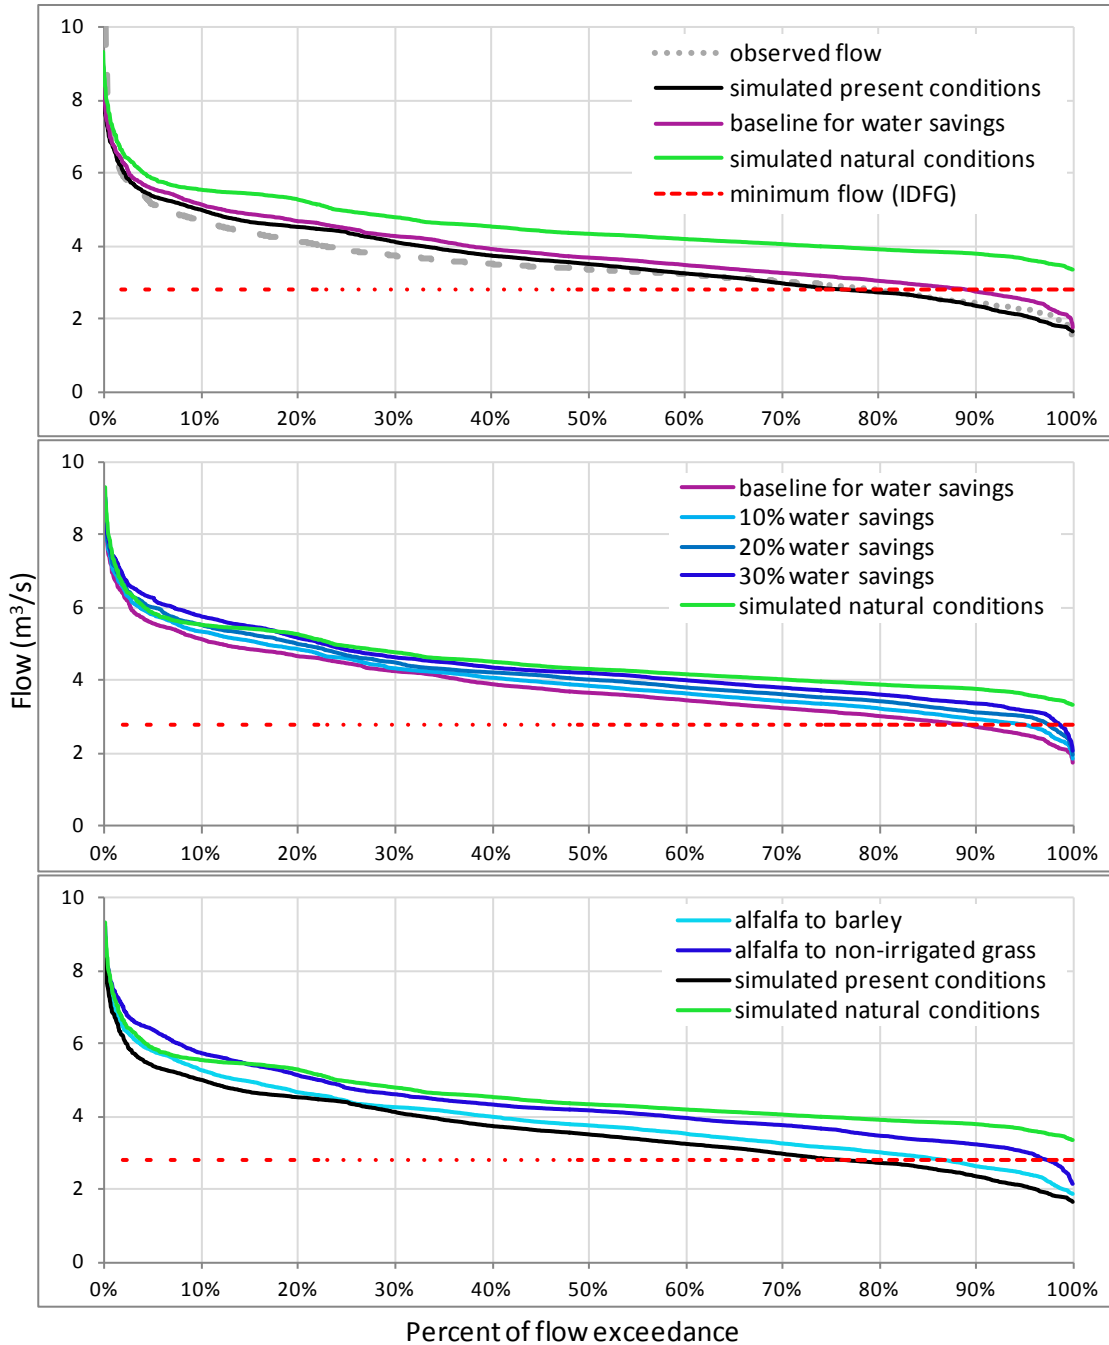 10
8
6
4
2
0
observed flow
simulated present conditions
baseline for water savings
simulated natural conditions
minimum flow (IDFG)
0% 10% 20% 30% 40% 50% 60% 70% 80% 90% 100%
Flow (m³/s)
10
8
6
4
2
0
baseline for water savings
10% water savings
20% water savings
30% water savings
simulated natural conditions
0% 10% 20% 30% 40% 50% 60% 70% 80% 90% 100%
10
8
6
4
2
0
alfalfa to barley
alfalfa to non-irrigated grass
simulated present conditions
simulated natural conditions
0% 10% 20% 30% 40% 50% 60% 70% 80% 90% 100%
Percent of flow exceedance